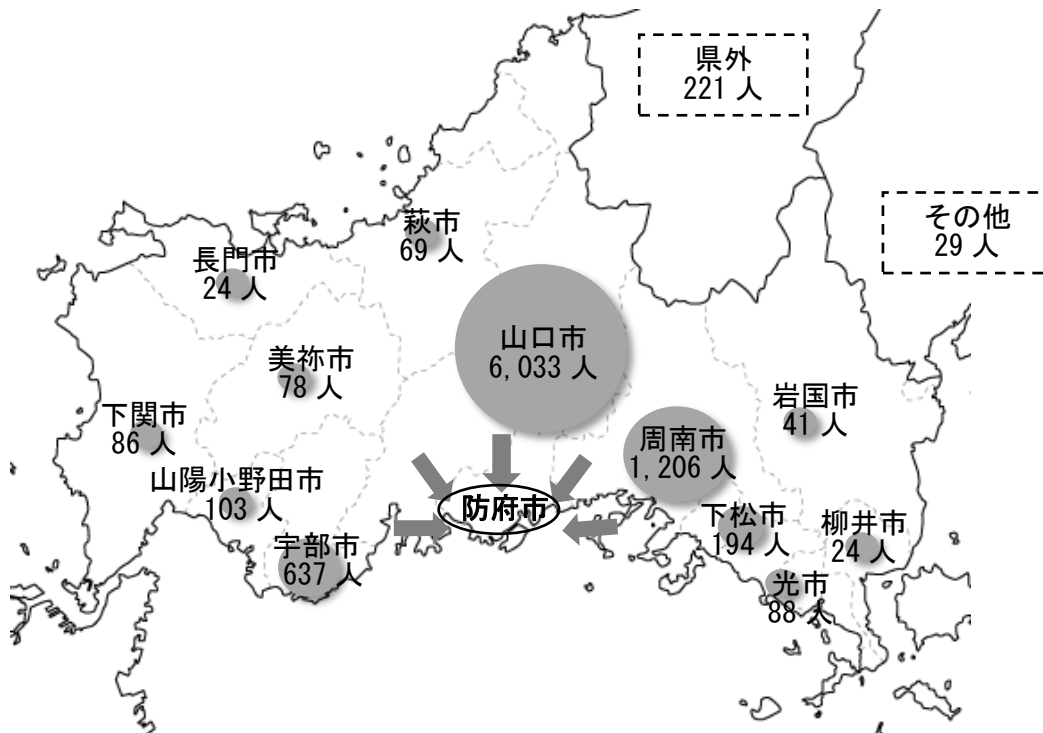 県外
221 人
その他
29 人
萩市
69 人
長門市
24 人
山口市
6,033 人
美祢市
78 人
岩国市
41 人
下関市
86 人
周南市
1,206 人
山陽小野田市
103 人
防府市
下松市
194 人
柳井市
24 人
宇部市
637 人
光市
88 人